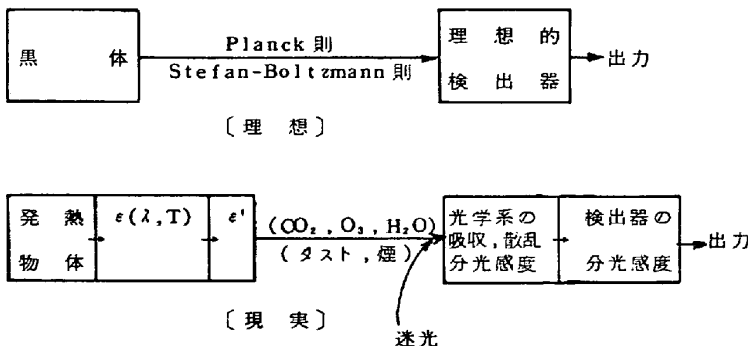 黒 体
Planck 則
Stefan-Boltzmann 則
理 想 的
検 出 器
出力
〔 理 想 〕
発 熱
物 体
ε(λ,T)
ε'
(CO₂ , O₃ , H₂O)
( タスト , 煙 )
光学系の
吸収 , 散乱
分光感度
検出器の
分光感度
出力
〔 現 実 〕
迷光